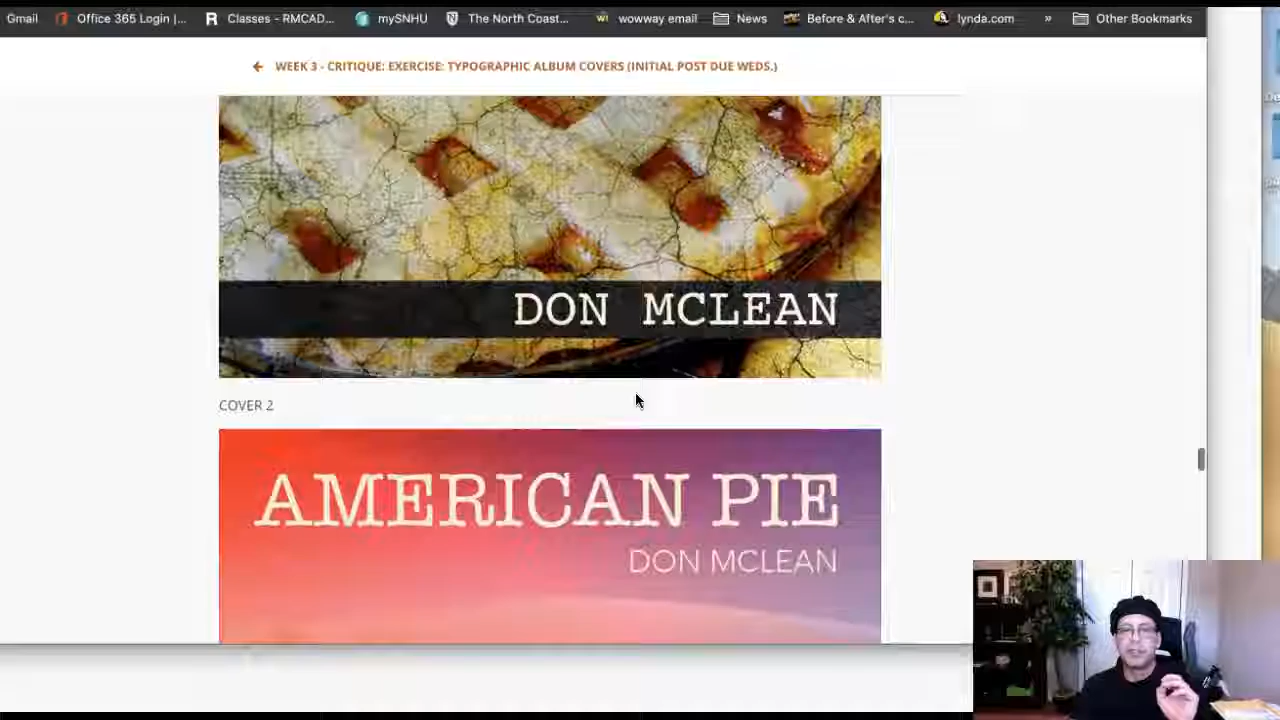 Gmail Office 365 Login |... Classes - RMCAD... mySNHU The North Coast... wowway email News Before & After's c... lynda.com » Other Bookmarks
WEEK 3 - CRITIQUE: EXERCISE: TYPOGRAPHIC ALBUM COVERS (INITIAL POST DUE WEDS.)
DON MCLEAN
COVER 2
AMERICAN PIE
DON MCLEAN